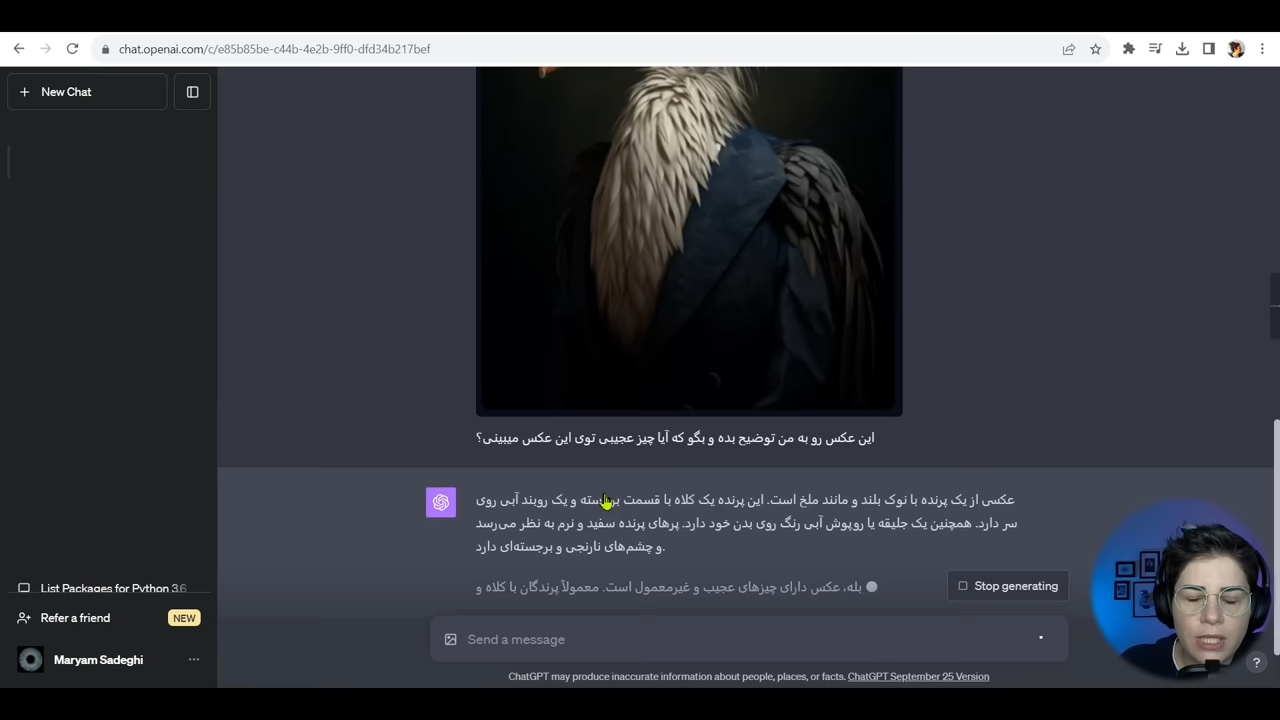 chat.openai.com/c/e85b85be-c44b-4e2b-9ff0-dfd34b217bef
New Chat
این عکس رو به من توضیح بده و بگو که آیا چیز عجیبی توی این عکس میبینی؟
عکسی از یک پرنده با نوک بلند و مانند ملخ است. این پرنده یک کلاه با قسمت برجسته و یک روبند آبی روی
سر دارد. همچنین یک جلیقه یا روپوش آبی رنگ روی بدن خود دارد. پرهای پرنده سفید و نرم به نظر می‌رسد
و چشم‌های نارنجی و برجسته‌ای دارد.
بله، عکس دارای چیزهای عجیب و غیرمعمول است. معمولاً پرندگان با کلاه و
Stop generating
List Packages for Python 3.6
Refer a friend
NEW
Send a message
Maryam Sadeghi
ChatGPT may produce inaccurate information about people, places, or facts. ChatGPT September 25 Version
?